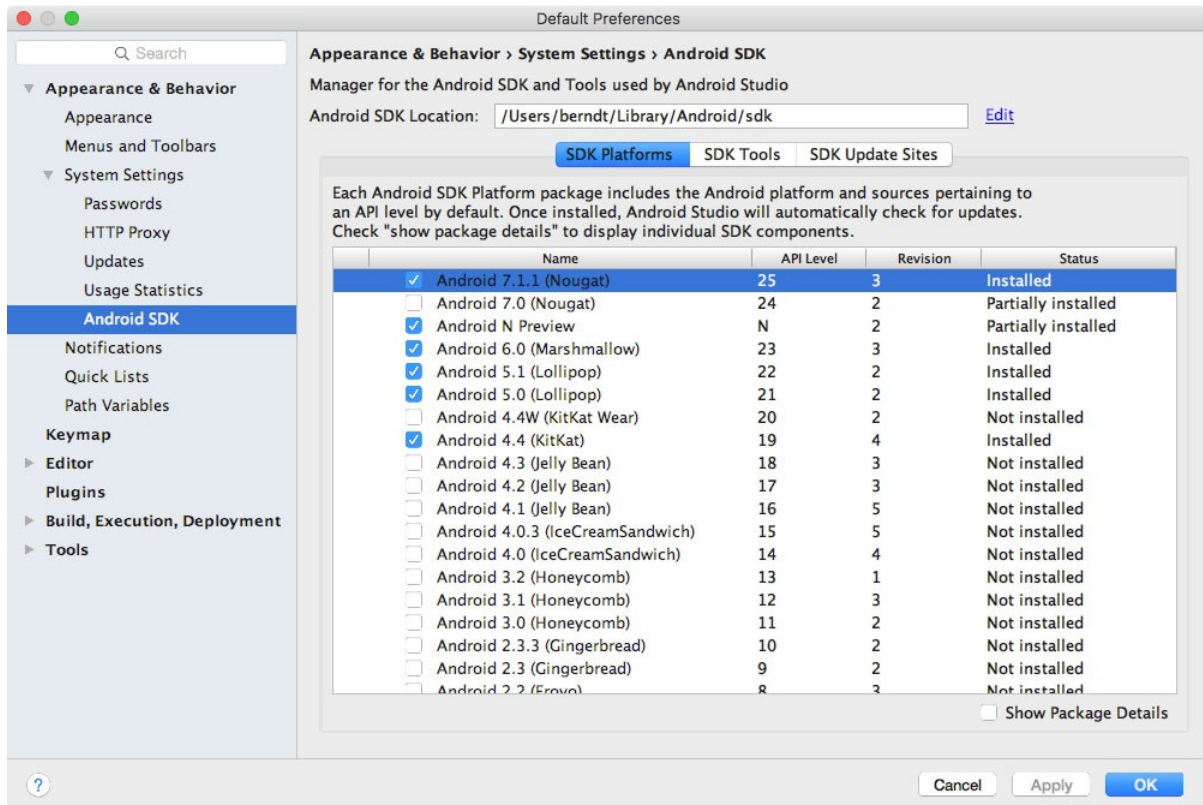 Default Preferences
Search
Appearance & Behavior
Appearance
Menus and Toolbars
System Settings
Passwords
HTTP Proxy
Updates
Usage Statistics
Android SDK
Notifications
Quick Lists
Path Variables
Keymap
Editor
Plugins
Build, Execution, Deployment
Tools
Appearance & Behavior › System Settings › Android SDK
Manager for the Android SDK and Tools used by Android Studio
Android SDK Location: /Users/berndt/Library/Android/sdk Edit
SDK Platforms SDK Tools SDK Update Sites
Each Android SDK Platform package includes the Android platform and sources pertaining to
an API level by default. Once installed, Android Studio will automatically check for updates.
Check "show package details" to display individual SDK components.
Name API Level Revision Status
Android 7.1.1 (Nougat) 25 3 Installed
Android 7.0 (Nougat) 24 2 Partially installed
Android N Preview N 2 Partially installed
Android 6.0 (Marshmallow) 23 3 Installed
Android 5.1 (Lollipop) 22 2 Installed
Android 5.0 (Lollipop) 21 2 Installed
Android 4.4W (KitKat Wear) 20 2 Not installed
Android 4.4 (KitKat) 19 4 Installed
Android 4.3 (Jelly Bean) 18 3 Not installed
Android 4.2 (Jelly Bean) 17 3 Not installed
Android 4.1 (Jelly Bean) 16 5 Not installed
Android 4.0.3 (IceCreamSandwich) 15 5 Not installed
Android 4.0 (IceCreamSandwich) 14 4 Not installed
Android 3.2 (Honeycomb) 13 1 Not installed
Android 3.1 (Honeycomb) 12 3 Not installed
Android 3.0 (Honeycomb) 11 2 Not installed
Android 2.3.3 (Gingerbread) 10 2 Not installed
Android 2.3 (Gingerbread) 9 2 Not installed
Android 2.2 (Froyo) 8 3 Not installed
Show Package Details
? Cancel Apply OK